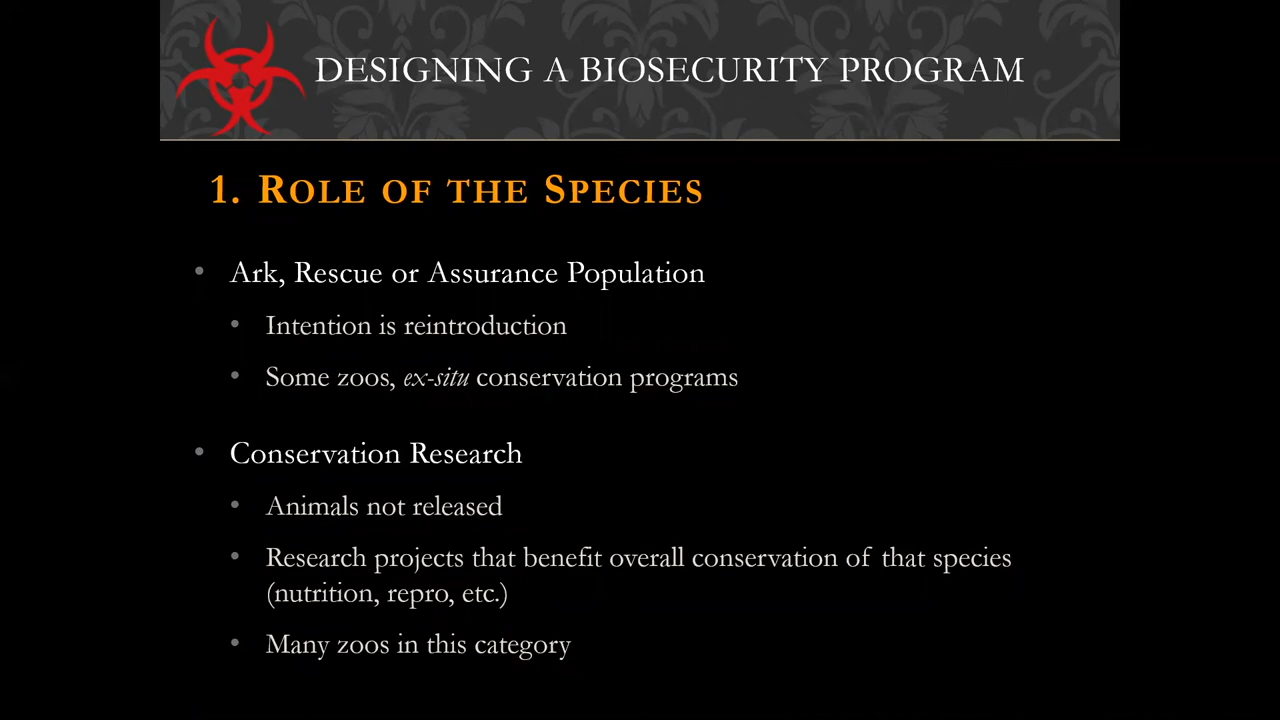 DESIGNING A BIOSECURITY PROGRAM
1. ROLE OF THE SPECIES
• Ark, Rescue or Assurance Population
• Intention is reintroduction
• Some zoos, ex-situ conservation programs
• Conservation Research
• Animals not released
• Research projects that benefit overall conservation of that species
(nutrition, repro, etc.)
• Many zoos in this category